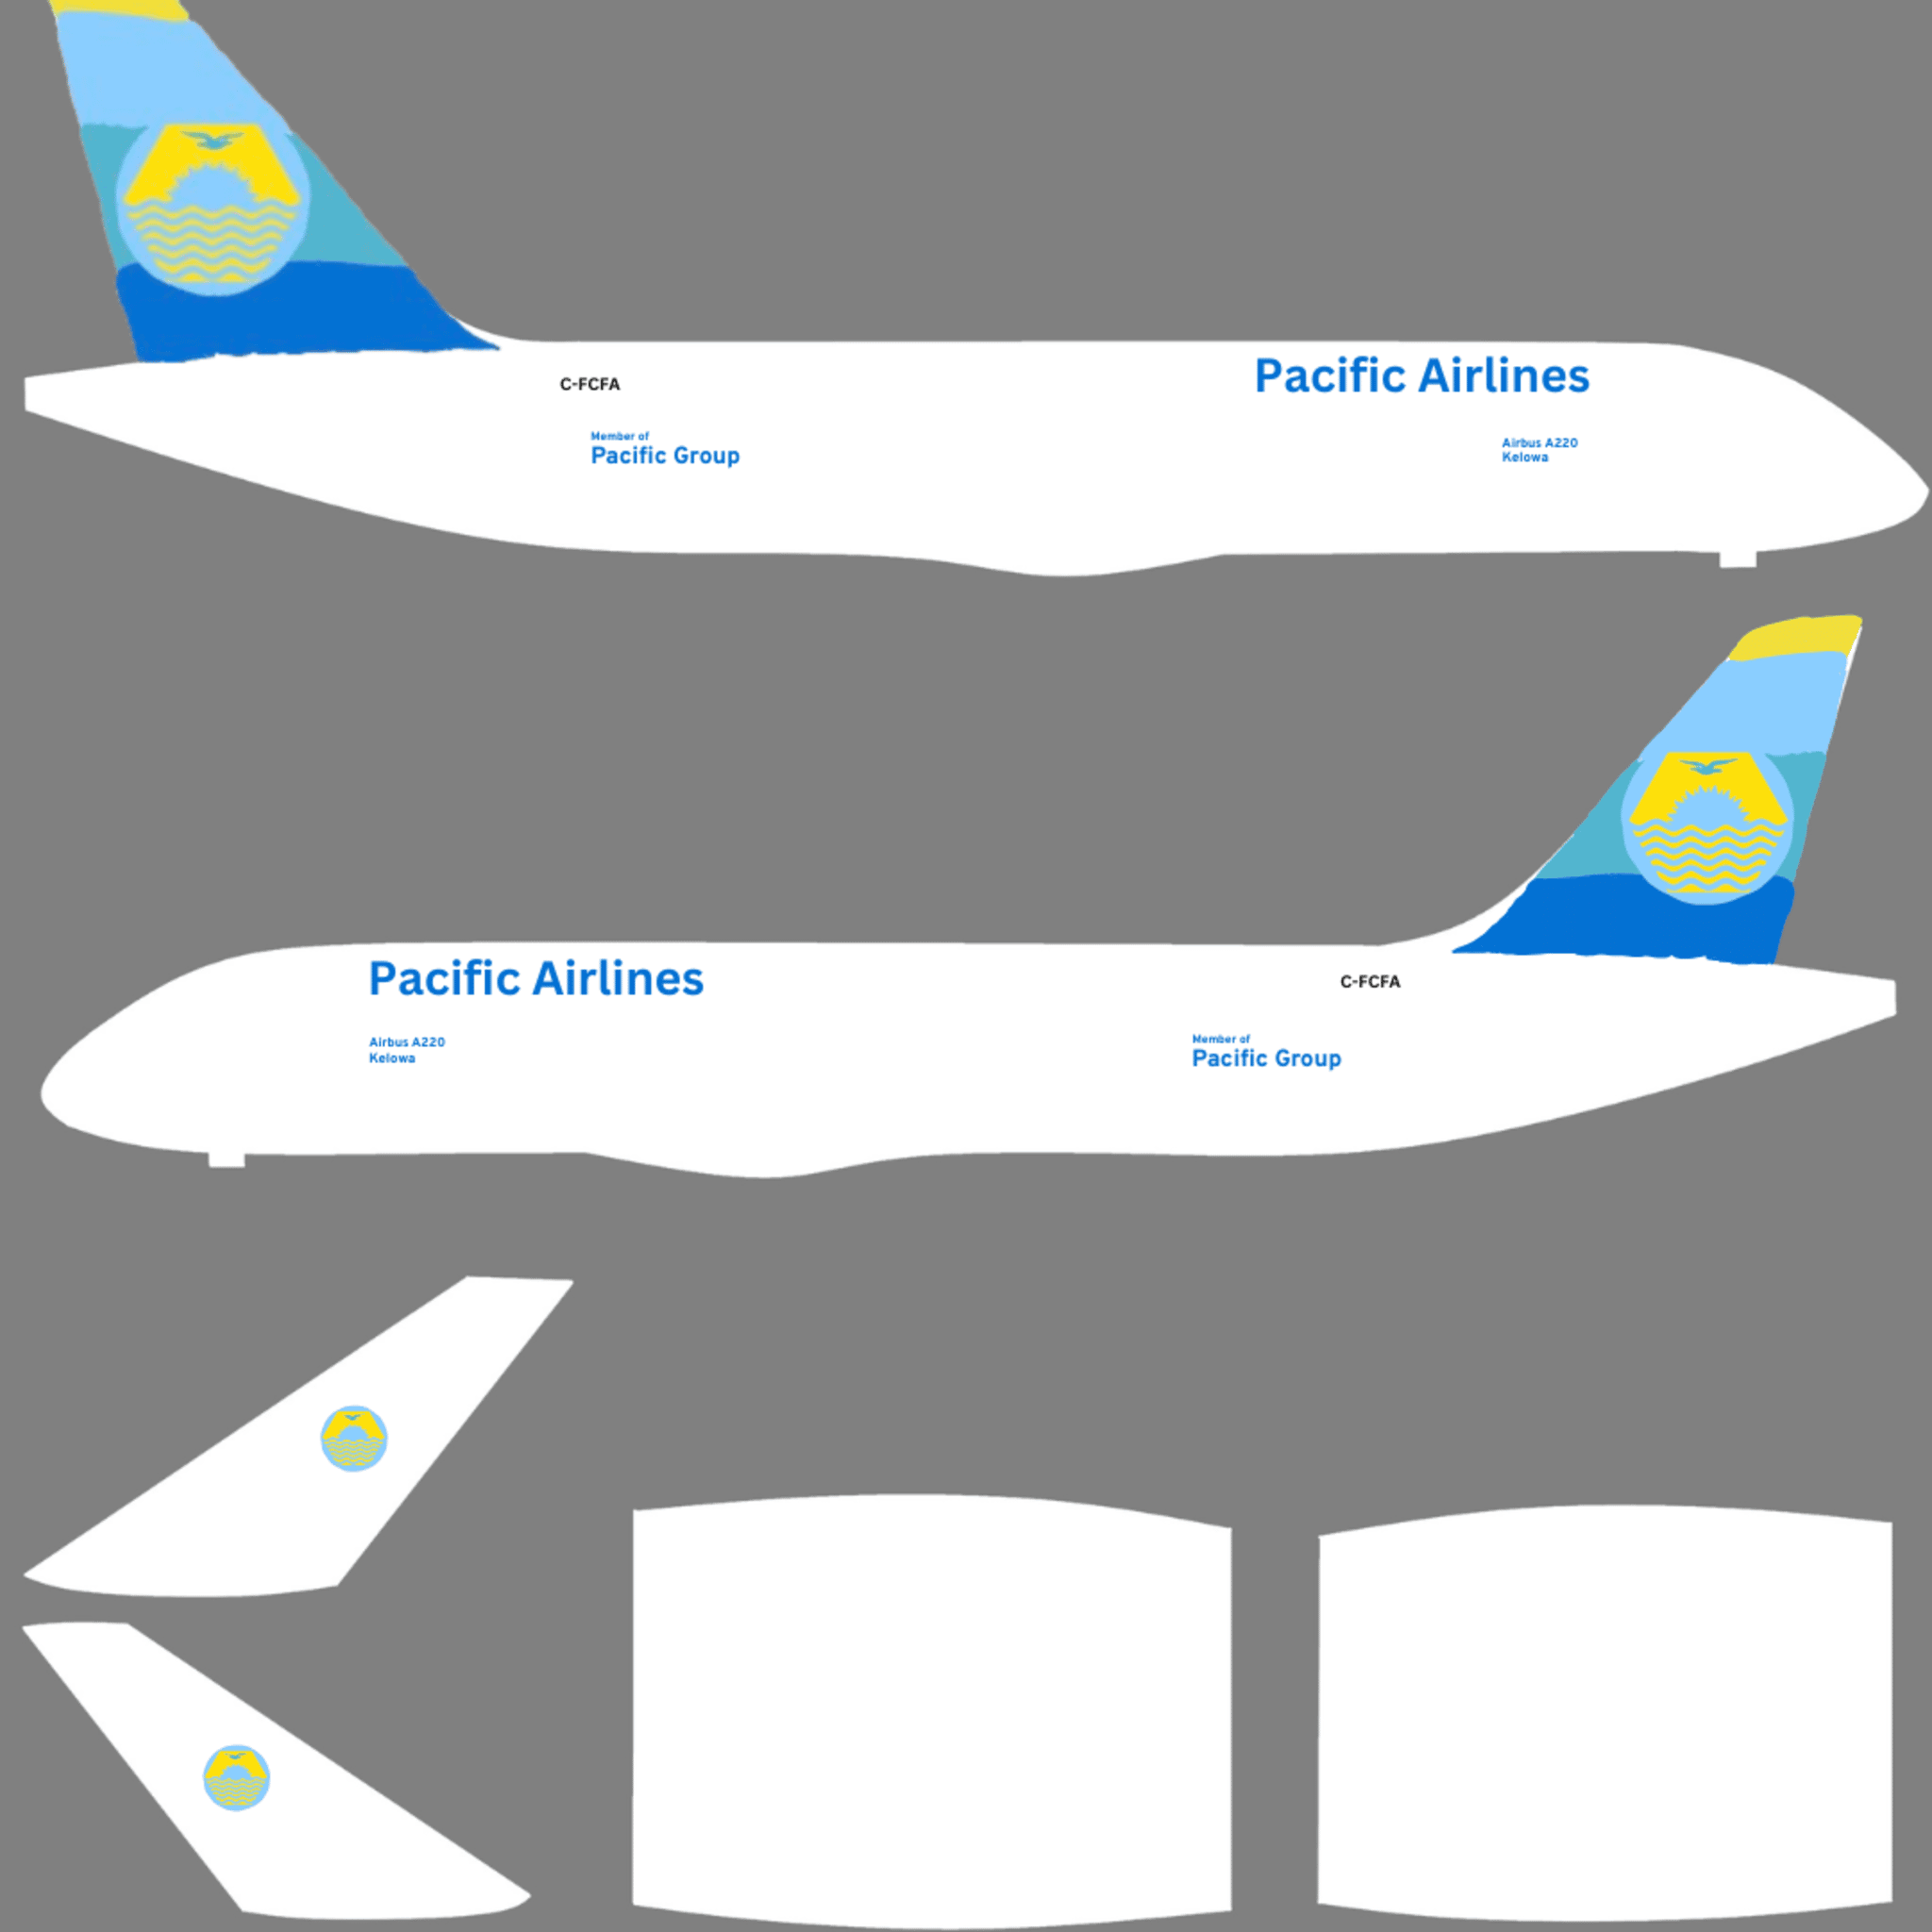 Pacific Airlines
C-FCFA
Member of
Pacific Group
Airbus A220
Kelowa
Pacific Airlines
C-FCFA
Airbus A220
Kelowa
Member of
Pacific Group